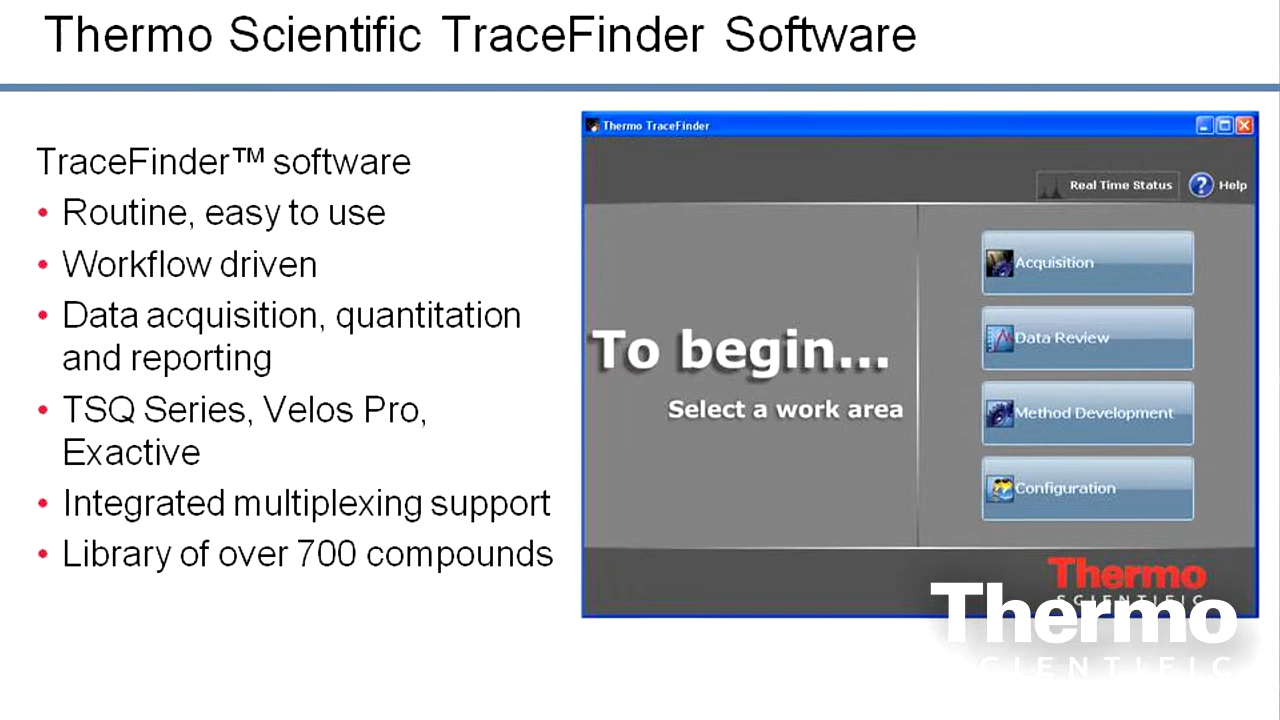 Thermo Scientific TraceFinder Software
TraceFinder™ software
• Routine, easy to use
• Workflow driven
• Data acquisition, quantitation
and reporting
• TSQ Series, Velos Pro,
Exactive
• Integrated multiplexing support
• Library of over 700 compounds
Thermo TraceFinder
Real Time Status
? Help
To begin...
Select a work area
Acquisition
Data Review
Method Development
Configuration
Thermo
SCIENTIFIC
Thermo
SCIENTIFIC